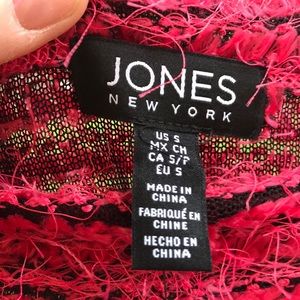 JONES
NEW YORK
US S
MX CH
CA S/P
EU S
MADE IN
CHINA
FABRIQUÉ EN
CHINE
HECHO EN
CHINA